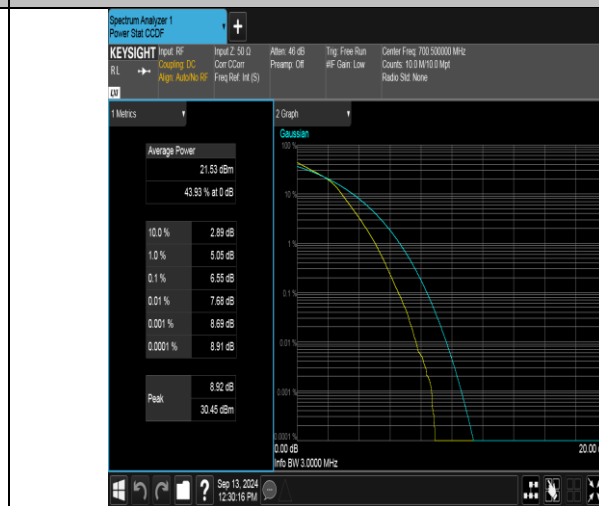 Spectrum Analyzer 1
Power Stat CCDF
+
KEYSIGHT Input: RF Input Z: 50 Ω Atten: 46 dB Trig: Free Run Center Freq: 700.500000 MHz
RL Coupling: DC Corr CCorr Preamp: Off #IF Gain: Low Counts: 10.0 M/10.0 Mpt
Align: Auto/No RF Freq Ref: Int (S) Radio Std: None
LXI
1 Metrics
2 Graph
Gaussian
Average Power
21.53 dBm
43.93 % at 0 dB
10.0 % 2.89 dB
1.0 % 5.05 dB
0.1 % 6.55 dB
0.01 % 7.68 dB
0.001 % 8.69 dB
0.0001 % 8.91 dB
Peak
8.92 dB
30.45 dBm
100 %
10 %
1 %
0.1 %
0.01 %
0.001 %
0.0001 %
0.00 dB
20.00
Info BW 3.0000 MHz
?
Sep 13, 2024
12:30:16 PM